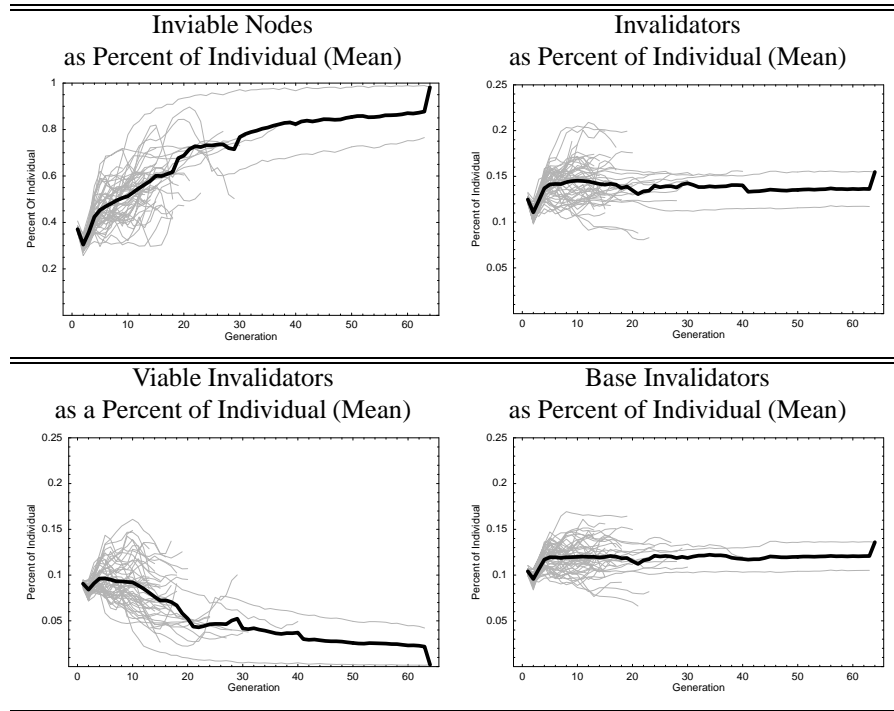 Inviable Nodes
as Percent of Individual (Mean)
1
0.8
0.6
0.4
0.2
Percent Of Individual
0 10 20 30 40 50 60
Generation
Invalidators
as Percent of Individual (Mean)
0.25
0.2
0.15
0.1
0.05
Percent of Individual
0 10 20 30 40 50 60
Generation
Viable Invalidators
as a Percent of Individual (Mean)
0.25
0.2
0.15
0.1
0.05
Percent of Individual
0 10 20 30 40 50 60
Generation
Base Invalidators
as Percent of Individual (Mean)
0.25
0.2
0.15
0.1
0.05
Percent of Individual
0 10 20 30 40 50 60
Generation